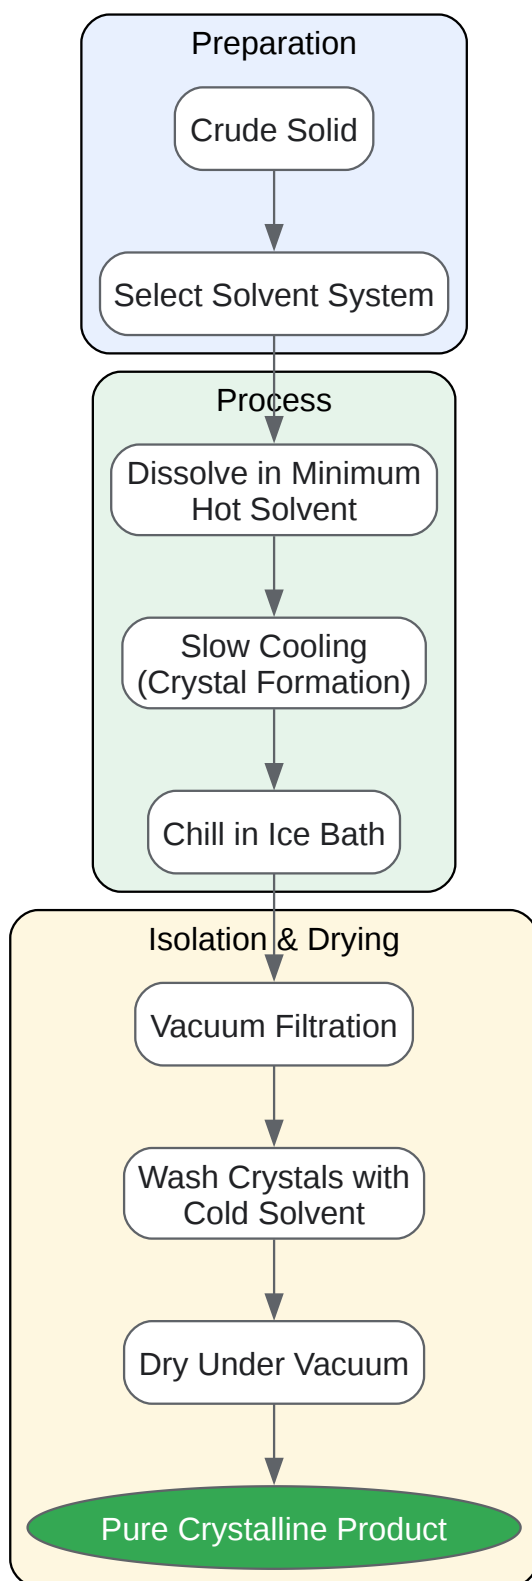 Preparation
Crude Solid
Select Solvent System
Process
Dissolve in Minimum
Hot Solvent
Slow Cooling
(Crystal Formation)
Chill in Ice Bath
Isolation & Drying
Vacuum Filtration
Wash Crystals with
Cold Solvent
Dry Under Vacuum
Pure Crystalline Product